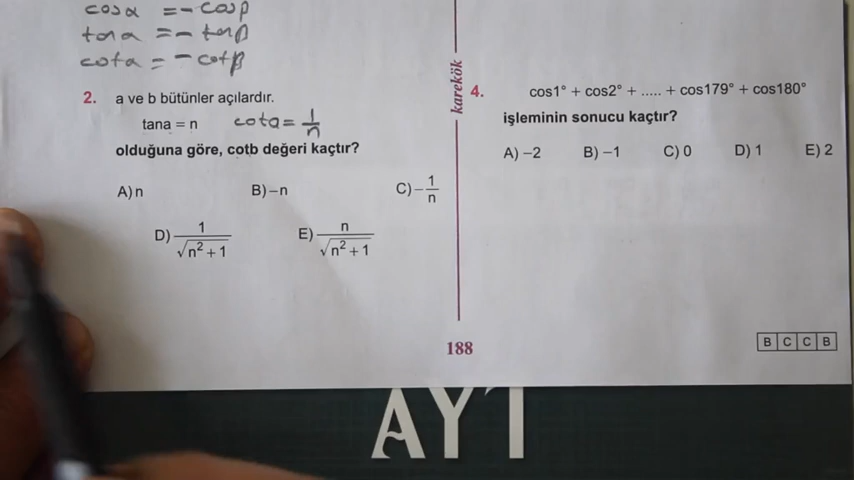 cosα = -cosβ
tanα = - tanβ
cotα = - cotβ
2. a ve b bütünler açılardır.
tana = n cota = 1/n
olduğuna göre, cotb değeri kaçtır?
A) n B) -n C) -1/n
D) 1/√(n²+1) E) n/√(n²+1)
karekök
4. cos1° + cos2° + ..... + cos179° + cos180°
işleminin sonucu kaçtır?
A) -2 B) -1 C) 0 D) 1 E) 2
188
B C C B
AYT